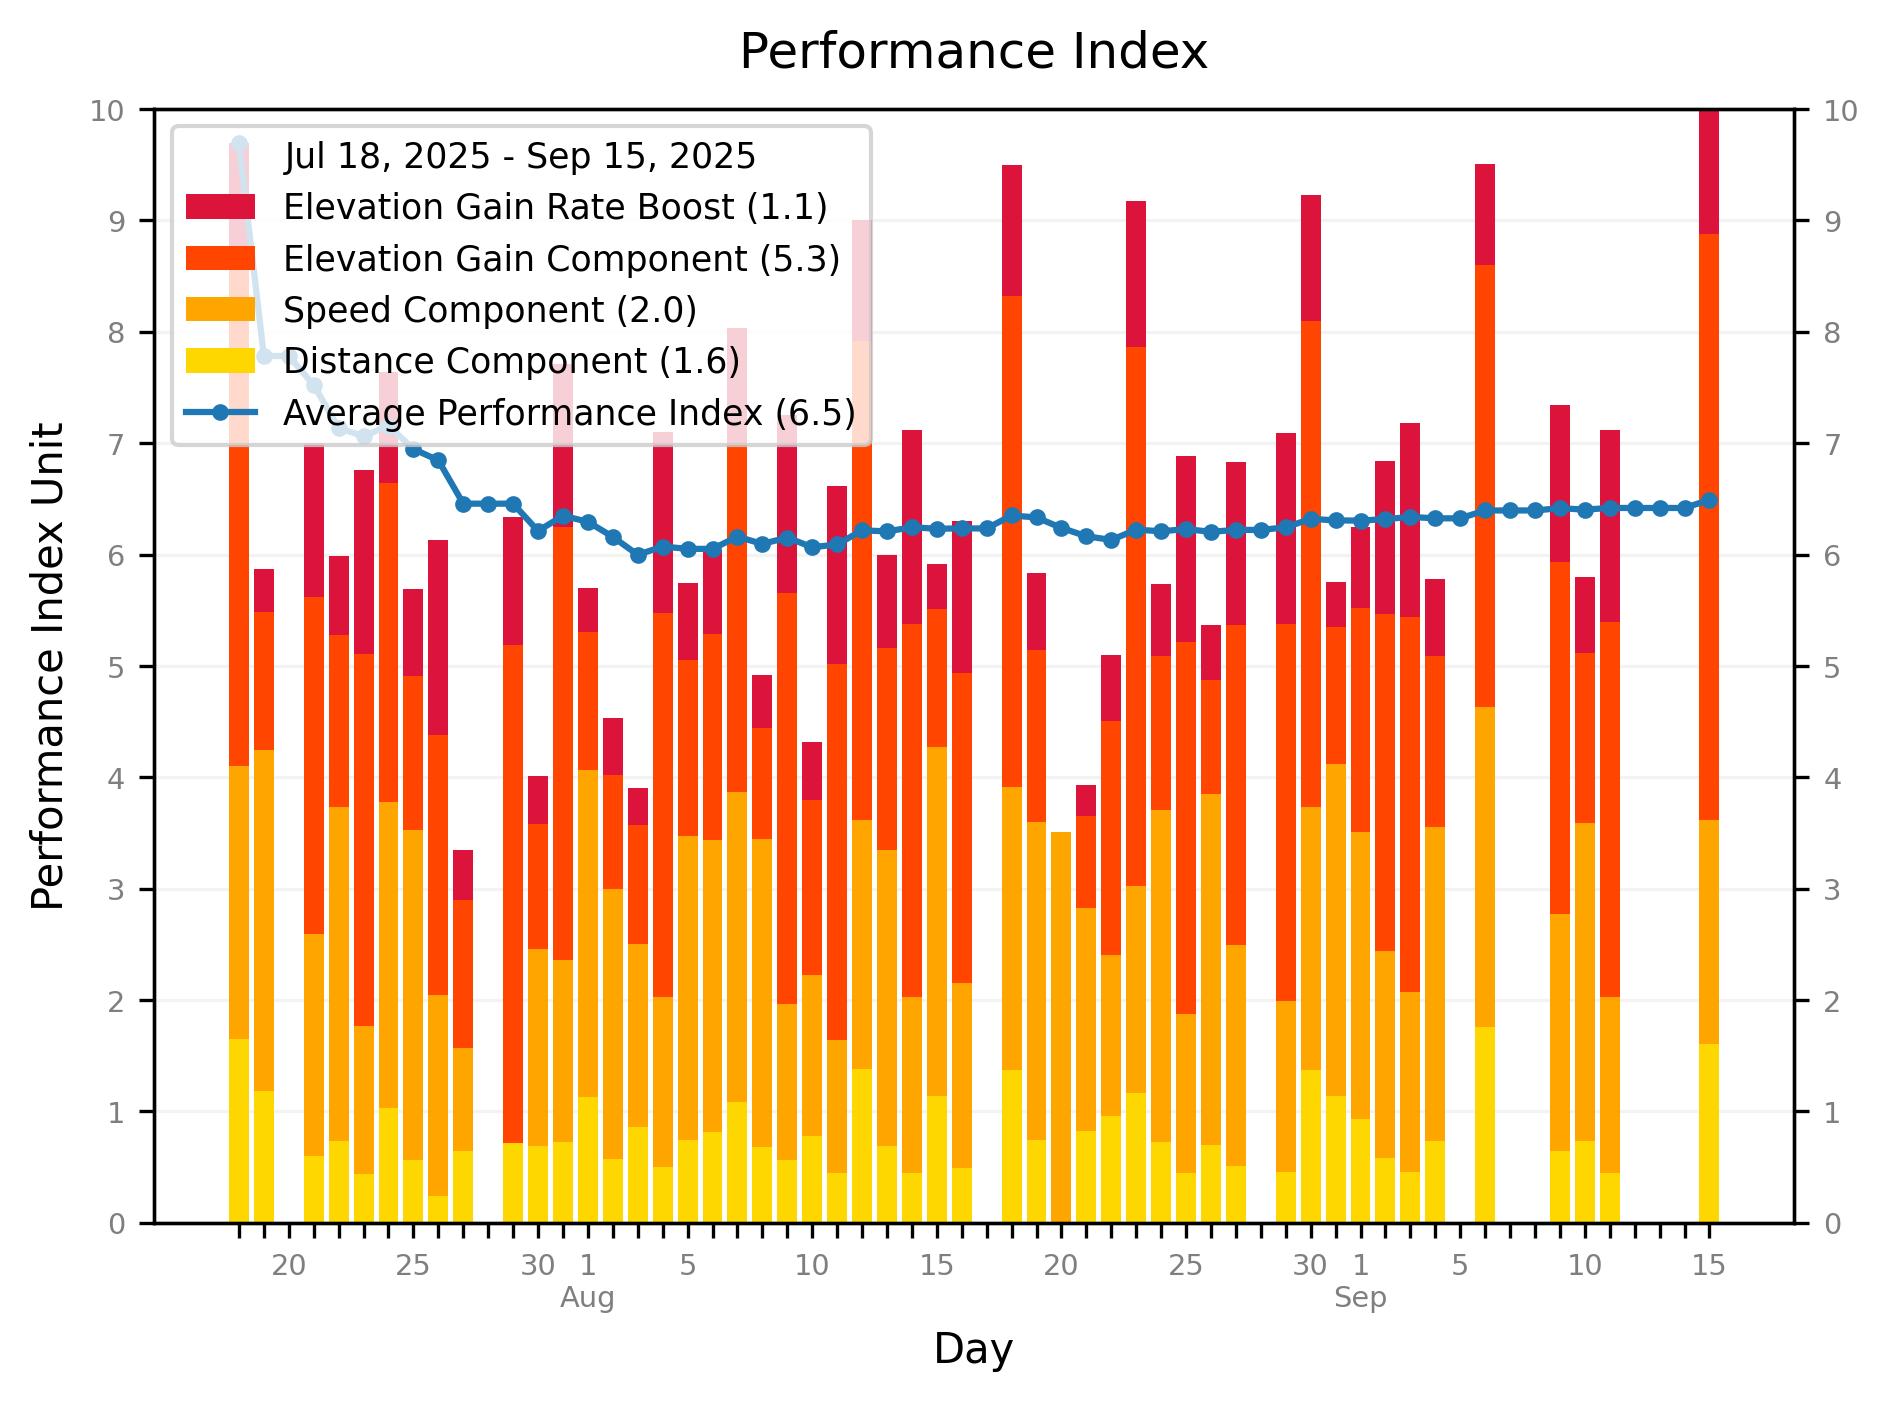 Performance Index
10
9
8
7
6
5
4
3
2
1
0
10
9
8
7
6
5
4
3
2
1
0
Performance Index Unit
Jul 18, 2025 - Sep 15, 2025
Elevation Gain Rate Boost (1.1)
Elevation Gain Component (5.3)
Speed Component (2.0)
Distance Component (1.6)
Average Performance Index (6.5)
20 25 30 1 5 10 15 20 25 30 1 5 10 15
Aug Sep
Day